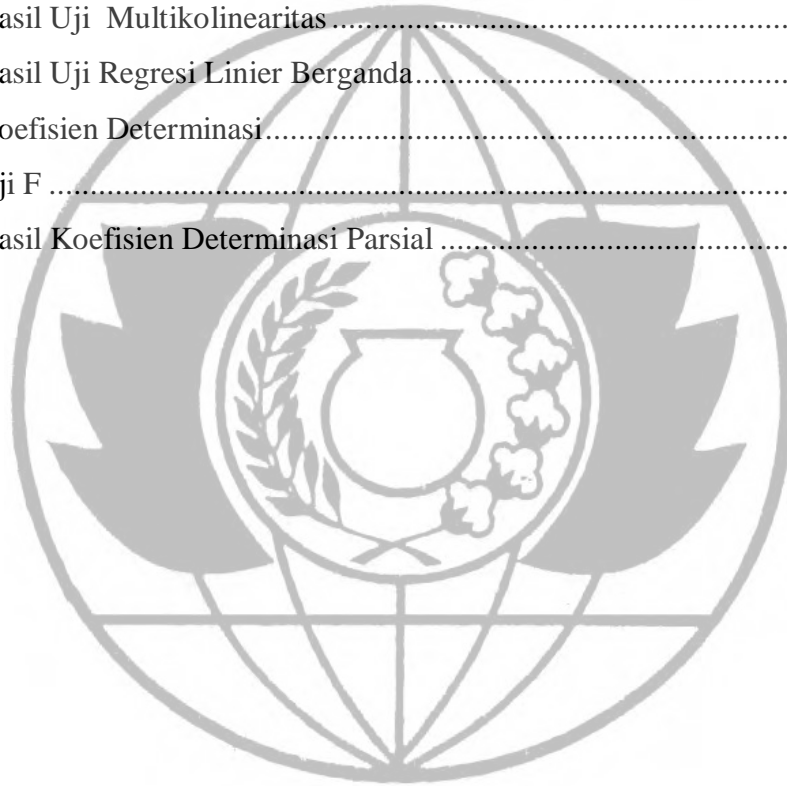 asil Uji Multikolinearitas....................................................................
asil Uji Regresi Linier Berganda.........................................................
oefisien Determinasi...............................................................................
ji F ............................................................................................................
asil Koefisien Determinasi Parsial ....................................................